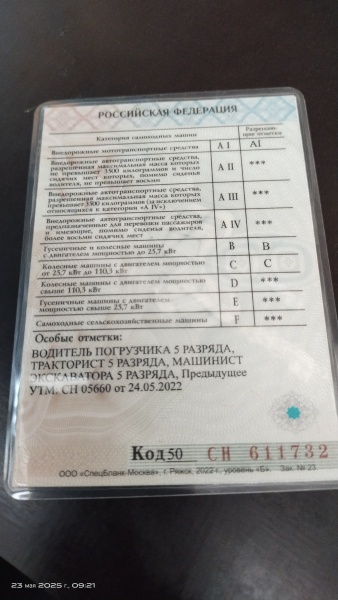 РОССИЙСКАЯ ФЕДЕРАЦИЯ
Категория самоходных машин
Разрешаю-
щие отметки
Внедорожные мототранспортные средства A I AI
Внедорожные автотранспортные средства,
разрешенная максимальная масса которых
не превышает 3500 килограммов и число
сидячих мест которых, помимо сиденья
водителя, не превышает восьми A II ***
Внедорожные автотранспортные средства,
разрешенная максимальная масса которых
превышает 3500 килограммов (за исключением
относящихся к категории «A IV») A III ***
Внедорожные автотранспортные средства,
предназначенные для перевозки пассажиров
и имеющие, помимо сиденья водителя,
более восьми сидячих мест A IV ***
Гусеничные и колесные машины
с двигателем мощностью до 25,7 кВт B B
Колесные машины с двигателем мощностью
от 25,7 кВт до 110,3 кВт C C
Колесные машины с двигателем мощностью
свыше 110,3 кВт D ***
Гусеничные машины с двигателем
мощностью свыше 25,7 кВт E ***
Самоходные сельскохозяйственные машины F ***
Особые отметки:
ВОДИТЕЛЬ ПОГРУЗЧИКА 5 РАЗРЯДА,
ТРАКТОРИСТ 5 РАЗРЯДА, МАШИНИСТ
ЭКСКАВАТОРА 5 РАЗРЯДА, Предыдущее
УТМ. СН 05660 от 24.05.2022
Код 50 СН 611732
ООО «СпецБланк-Москва», г. Ряжск, 2022-г., уровень «Б». Зак. № 23.
23 мая 2025 г., 09:21